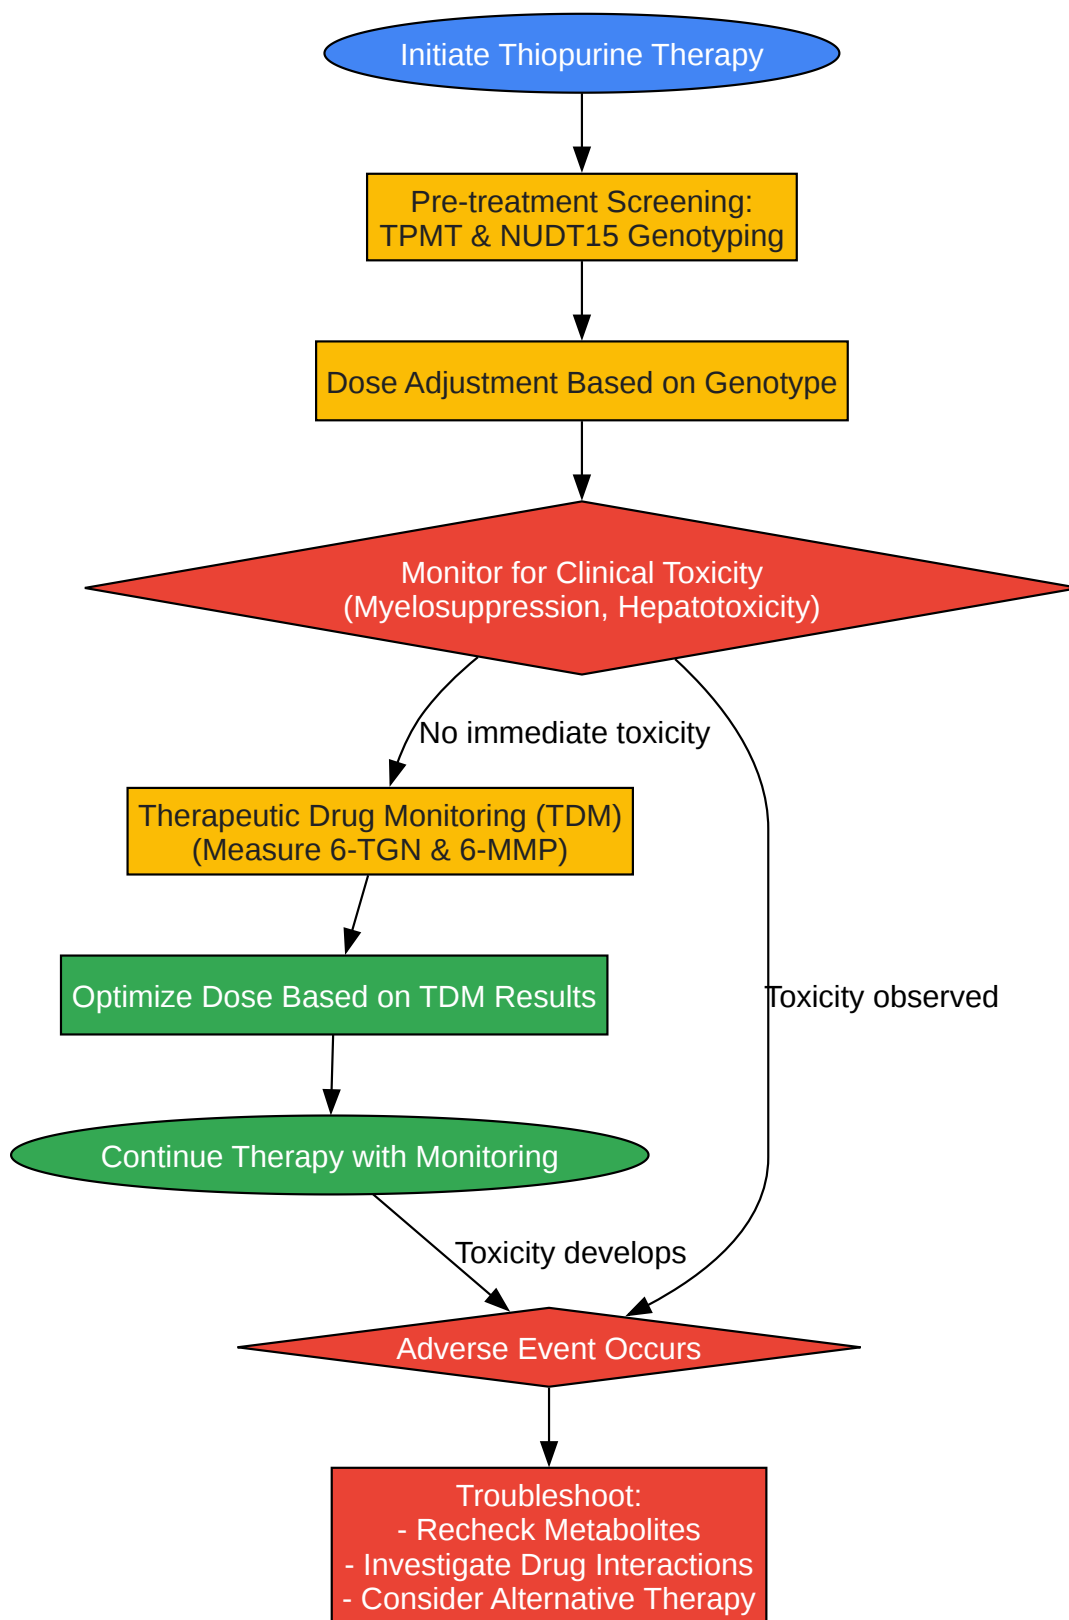 Initiate Thiopurine Therapy
Pre-treatment Screening:
TPMT & NUDT15 Genotyping
Dose Adjustment Based on Genotype
Monitor for Clinical Toxicity
(Myelosuppression, Hepatotoxicity)
No immediate toxicity
Therapeutic Drug Monitoring (TDM)
(Measure 6-TGN & 6-MMP)
Optimize Dose Based on TDM Results
Toxicity observed
Continue Therapy with Monitoring
Toxicity develops
Adverse Event Occurs
Troubleshoot:
- Recheck Metabolites
- Investigate Drug Interactions
- Consider Alternative Therapy